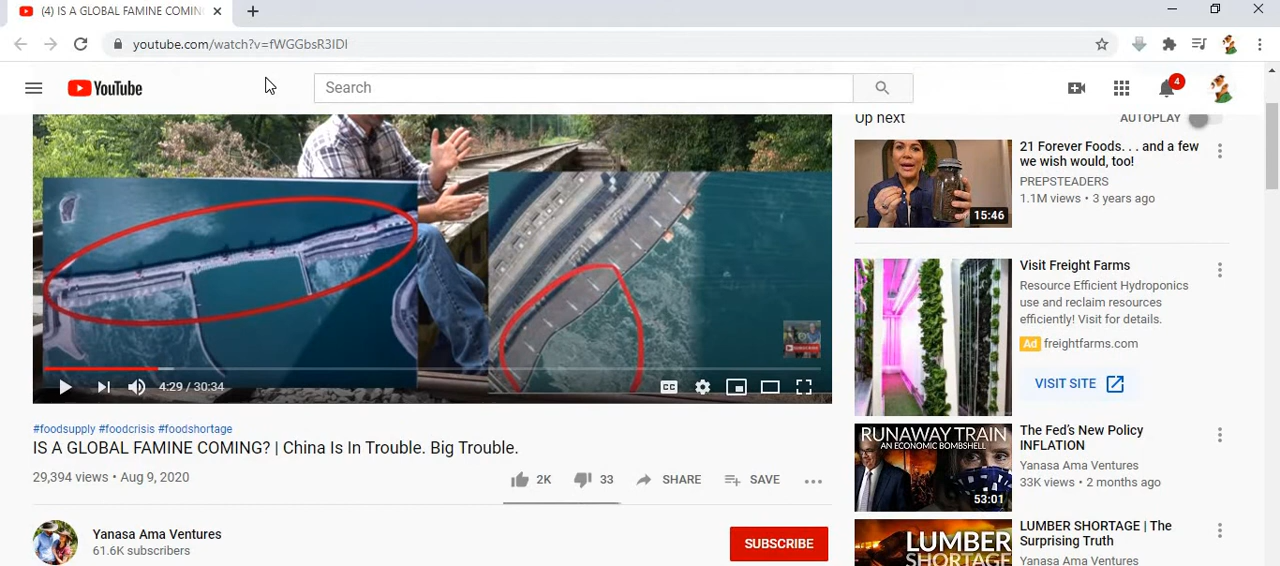 (4) IS A GLOBAL FAMINE COMIN
youtube.com/watch?v=fWGGbsR3IDI
YouTube
Search
4
Up next
AUTOPLAY
21 Forever Foods. . . and a few
we wish would, too!
PREPSTEADERS
1.1M views • 3 years ago
15:46
Visit Freight Farms
Resource Efficient Hydroponics
use and reclaim resources
efficiently! Visit for details.
Ad freightfarms.com
VISIT SITE
4:29 / 30:34
CC
#foodsupply #foodcrisis #foodshortage
IS A GLOBAL FAMINE COMING? | China Is In Trouble. Big Trouble.
29,394 views • Aug 9, 2020
2K
33
SHARE
SAVE
Yanasa Ama Ventures
61.6K subscribers
SUBSCRIBE
RUNAWAY TRAIN
AN ECONOMIC BOMBSHELL
53:01
The Fed's New Policy
INFLATION
Yanasa Ama Ventures
33K views • 2 months ago
LUMBER
SHORTAGE
LUMBER SHORTAGE | The
Surprising Truth
Yanasa Ama Ventures